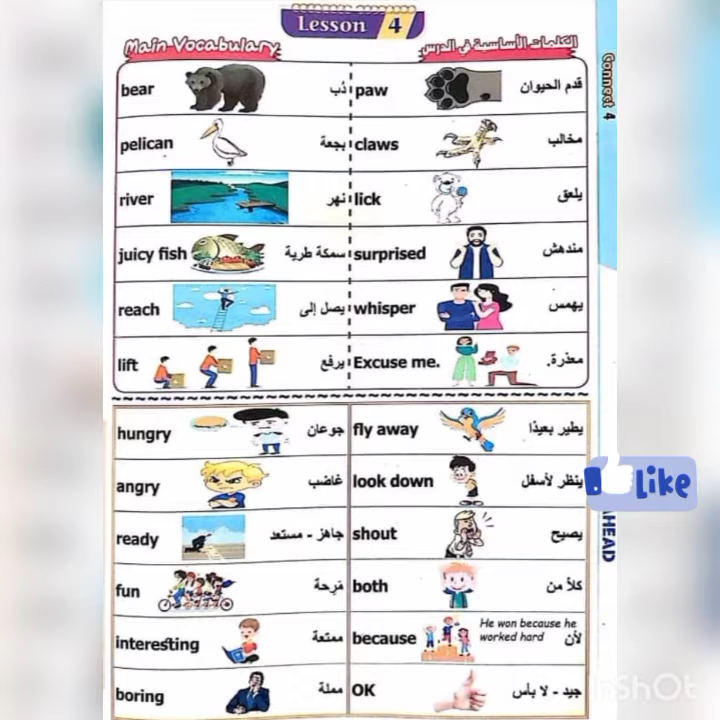 Lesson 4
Main Vocabulary
الكلمات الأساسية في الدرس
Connect 4
bear دُب
paw قدم الحيوان
pelican بجعة
claws مخالب
river نهر
lick يلعق
juicy fish سمكة طرية
surprised مندهش
reach يصل إلى
whisper يهمس
lift يرفع
Excuse me. معذرة.
hungry جوعان
fly away يطير بعيدًا
angry غاضب
look down ينظر لأسفل
ready جاهز - مستعد
shout يصيح
fun مَرِحة
both كلاً من
interesting ممتعة
because He won because he worked hard لأن
boring مملة
OK جيد - لا بأس
Like
AHEAD
InShOt